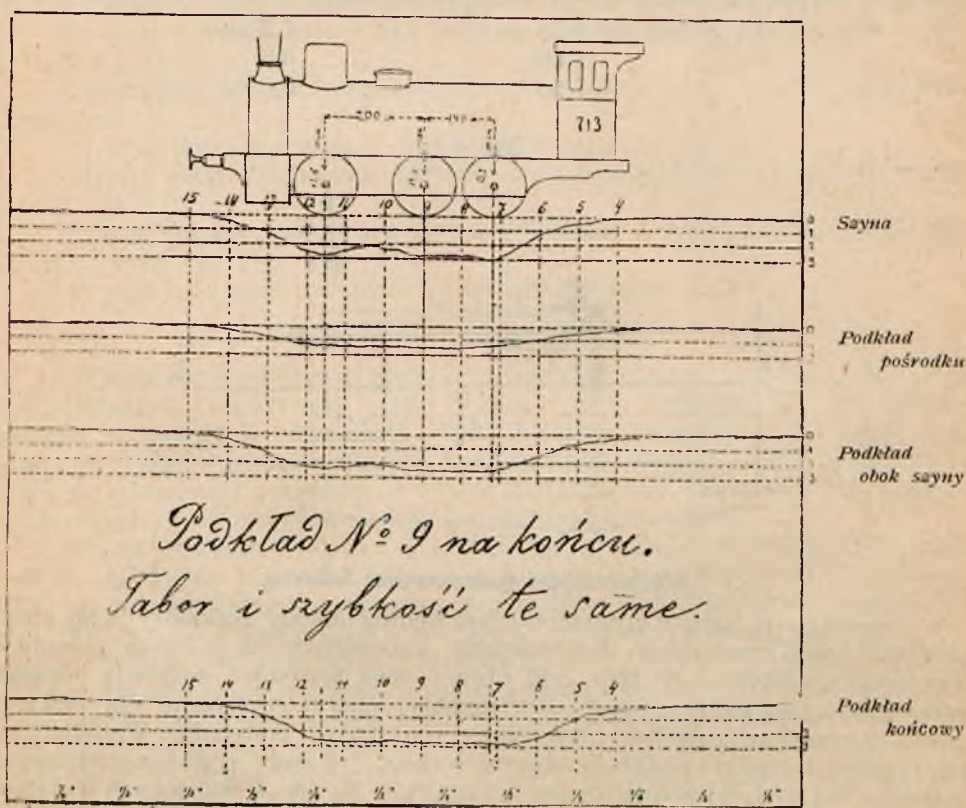 200 140
713
15 14 13 12 11 10 9 8 7 6 5 4
Szyna
Podkład
pośrodku
Podkład
obok szyny
Podkład № 9 na końcu.
Tabor i szybkość te same.
15 14 13 12 11 10 9 8 7 6 5 4
Podkład
końcowy